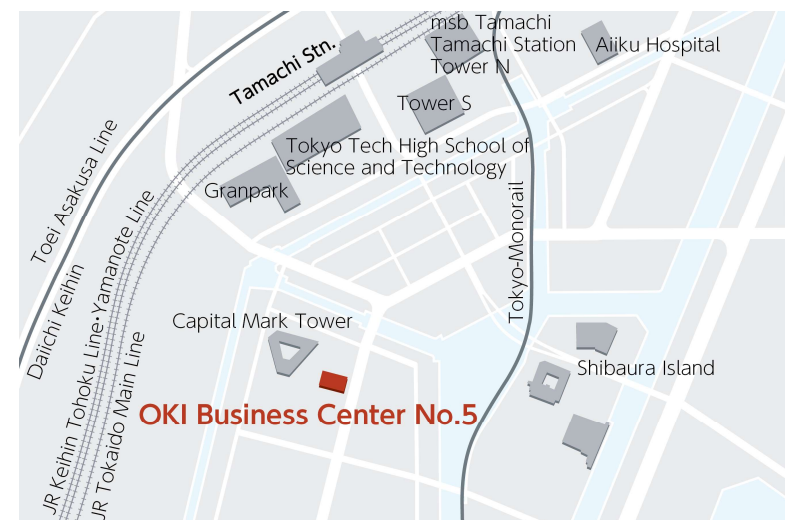 msb Tamachi
Tamachi Station
Tower N
Aiiku Hospital
Tamachi Stn.
Tower S
Tokyo Tech High School of
Science and Technology
Granpark
Toei Asakusa Line
Daiichi Keihin
JR Keihin Tohoku Line・Yamanote Line
JR Tokaido Main Line
Tokyo-Monorail
Capital Mark Tower
Shibaura Island
OKI Business Center No.5